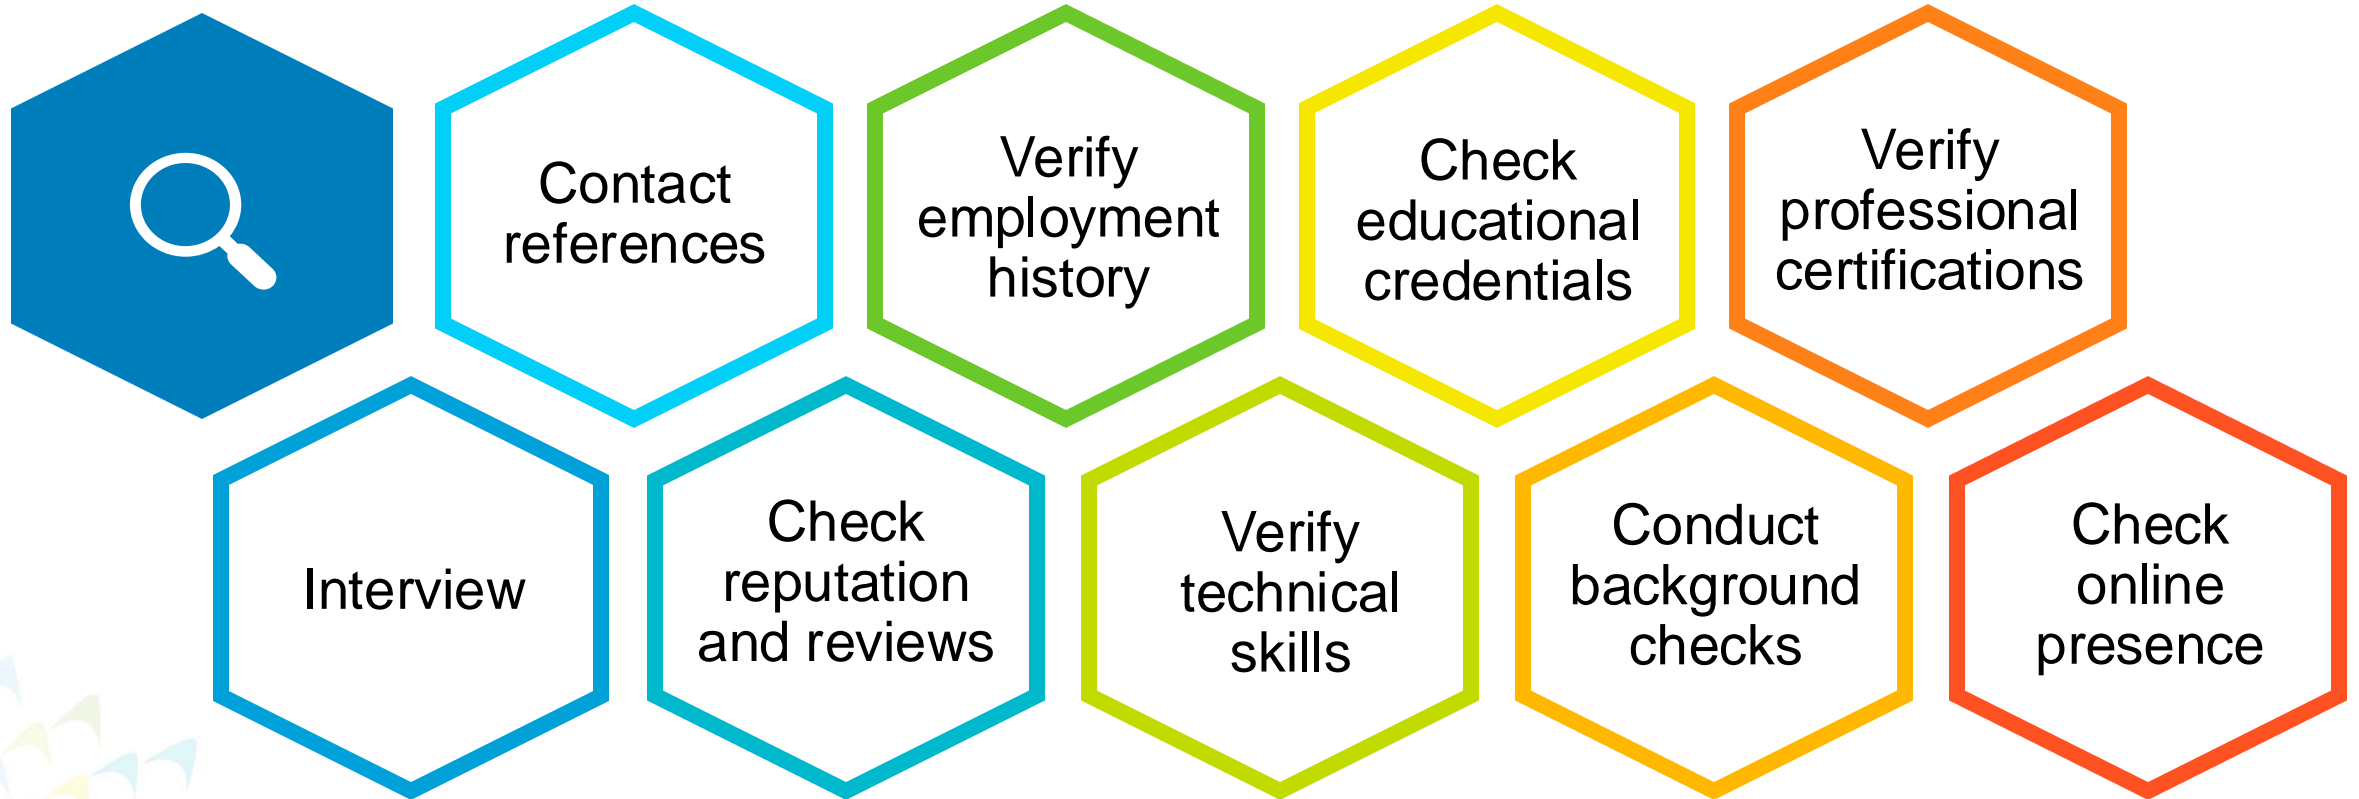 Contact
references
Verify
employment
history
Check
educational
credentials
Verify
professional
certifications
Interview
Check
reputation
and reviews
Verify
technical
skills
Conduct
background
checks
Check
online
presence